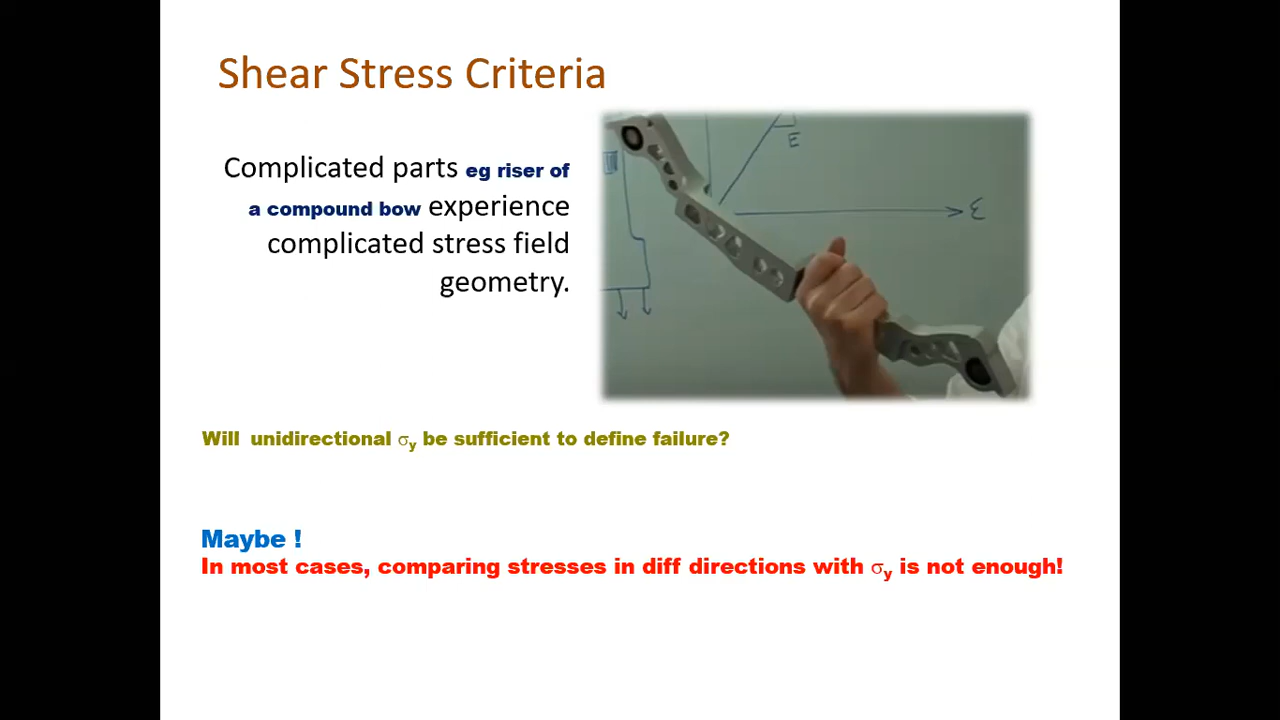 Shear Stress Criteria
Complicated parts eg riser of
a compound bow experience
complicated stress field
geometry.
E
ε
Will unidirectional σy be sufficient to define failure?
Maybe !
In most cases, comparing stresses in diff directions with σy is not enough!